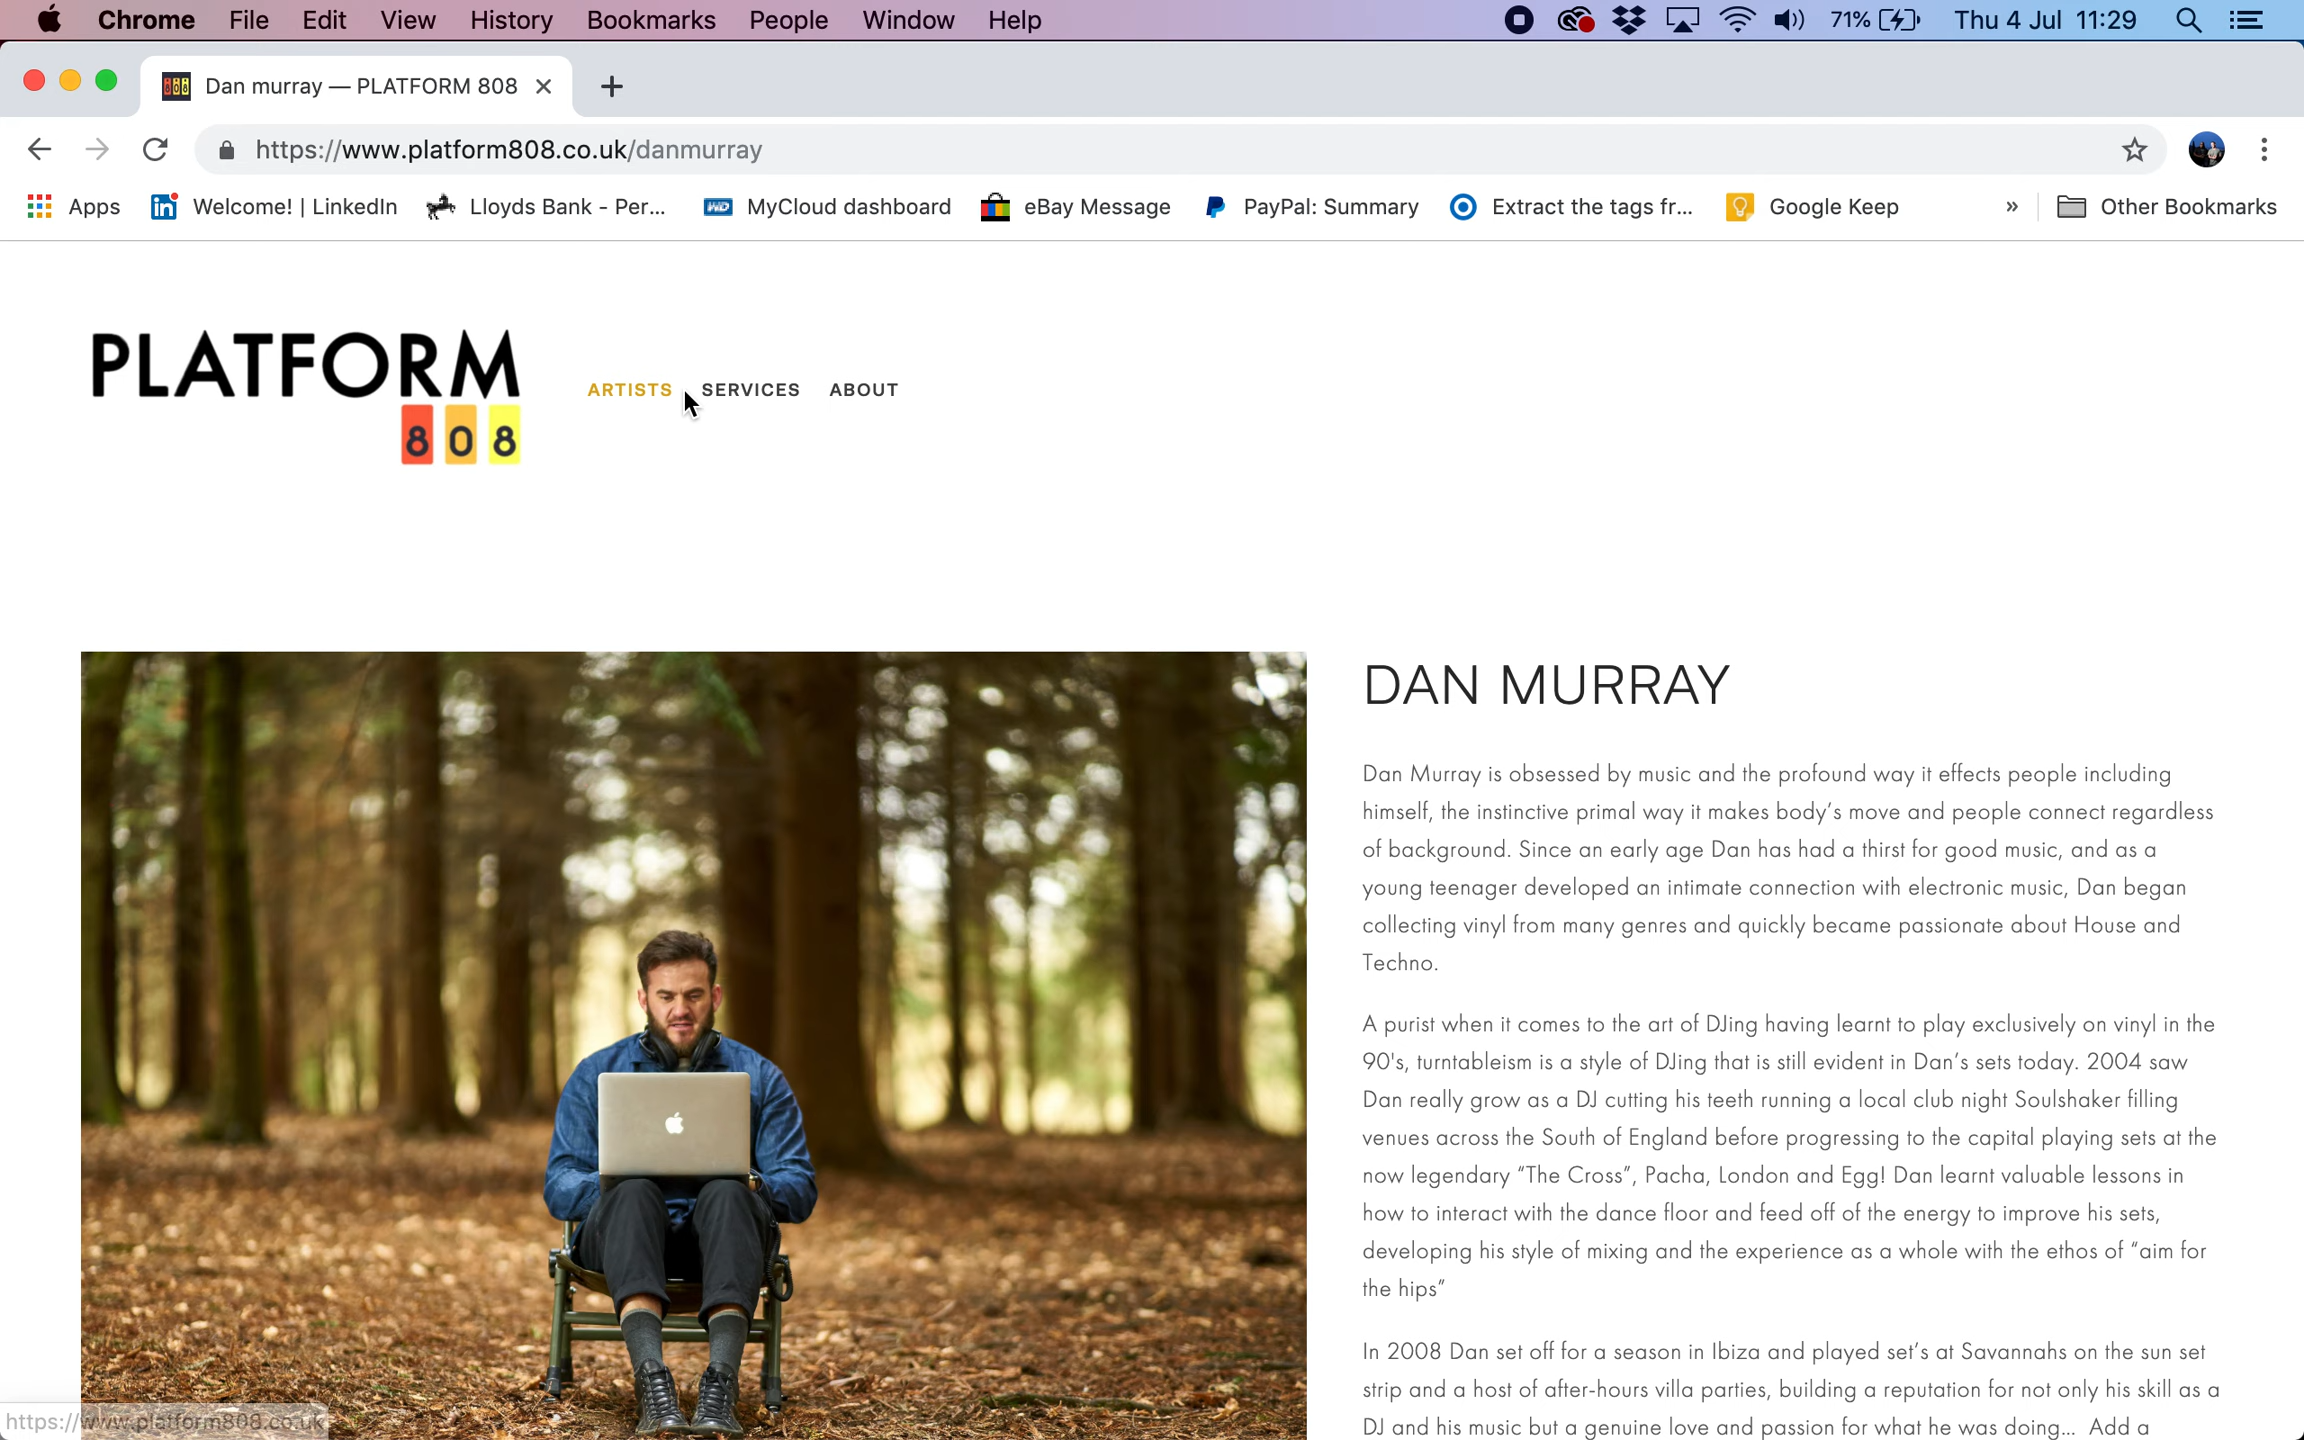 Chrome File Edit View History Bookmarks People Window Help 71% Thu 4 Jul 11:29
808 Dan murray — PLATFORM 808
https://www.platform808.co.uk/danmurray
Apps Welcome! | LinkedIn Lloyds Bank - Per... WD MyCloud dashboard eBay Message PayPal: Summary Extract the tags fr... Google Keep » Other Bookmarks
PLATFORM
808
ARTISTS SERVICES ABOUT
DAN MURRAY
Dan Murray is obsessed by music and the profound way it effects people including
himself, the instinctive primal way it makes body's move and people connect regardless
of background. Since an early age Dan has had a thirst for good music, and as a
young teenager developed an intimate connection with electronic music, Dan began
collecting vinyl from many genres and quickly became passionate about House and
Techno.
A purist when it comes to the art of DJing having learnt to play exclusively on vinyl in the
90's, turntableism is a style of DJing that is still evident in Dan's sets today. 2004 saw
Dan really grow as a DJ cutting his teeth running a local club night Soulshaker filling
venues across the South of England before progressing to the capital playing sets at the
now legendary “The Cross”, Pacha, London and Egg! Dan learnt valuable lessons in
how to interact with the dance floor and feed off of the energy to improve his sets,
developing his style of mixing and the experience as a whole with the ethos of “aim for
the hips”
In 2008 Dan set off for a season in Ibiza and played set's at Savannahs on the sun set
strip and a host of after-hours villa parties, building a reputation for not only his skill as a
DJ and his music but a genuine love and passion for what he was doing... Add a
https://www.platform808.co.uk